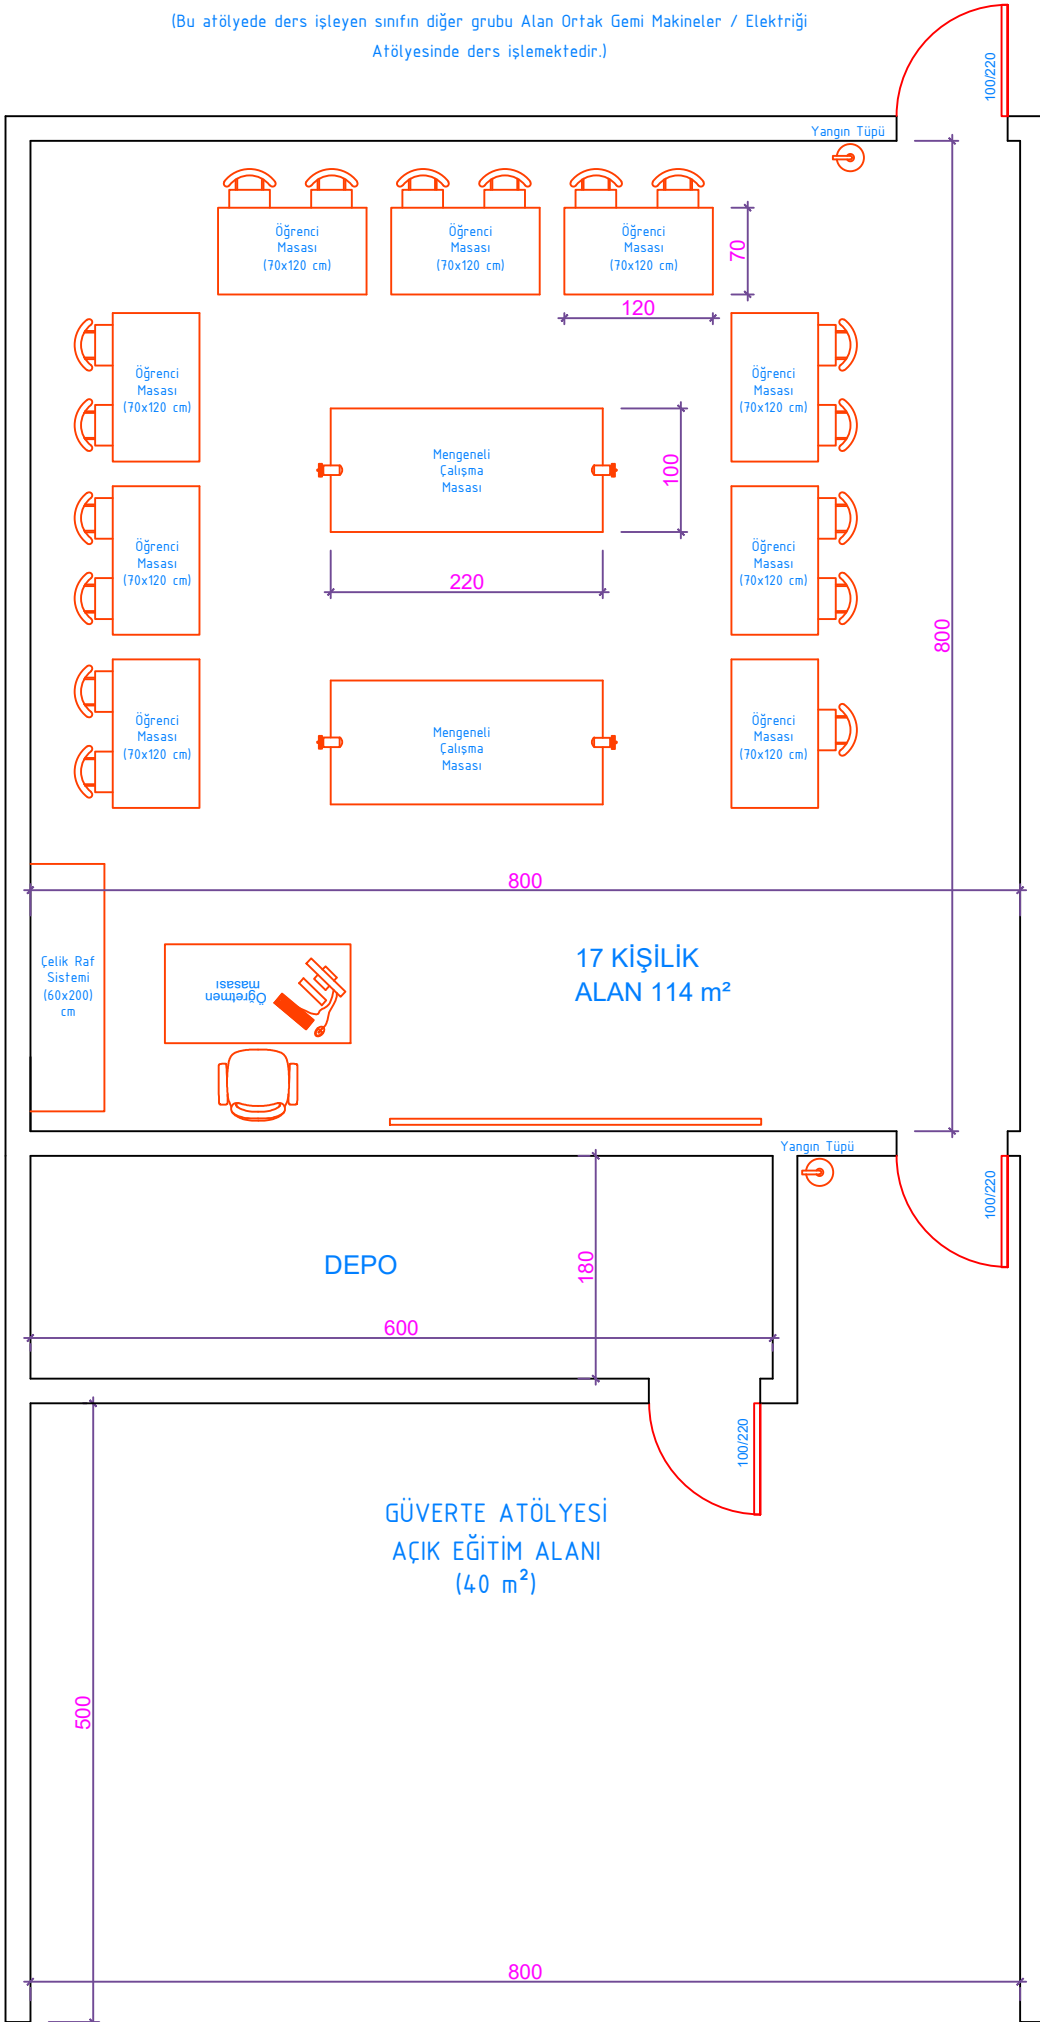 (Bu atölyede ders işleyen sınıfın diğer grubu Alan Ortak Gemi Makineler / Elektriği
Atölyesinde ders işlemektedir.)
100/220
Yangın Tüpü
Öğrenci
Masası
(70x120 cm)
Öğrenci
Masası
(70x120 cm)
Öğrenci
Masası
(70x120 cm)
70
120
Öğrenci
Masası
(70x120 cm)
Öğrenci
Masası
(70x120 cm)
Mengeneli
Çalışma
Masası
100
220
Öğrenci
Masası
(70x120 cm)
Öğrenci
Masası
(70x120 cm)
800
Öğrenci
Masası
(70x120 cm)
Mengeneli
Çalışma
Masası
Öğrenci
Masası
(70x120 cm)
800
Çelik Raf
Sistemi
(60x200)
cm
Öğretmen
masası
17 KİŞİLİK
ALAN 114 m²
Yangın Tüpü
100/220
DEPO
180
600
100/220
GÜVERTE ATÖLYESİ
AÇIK EĞİTİM ALANI
(40 m²)
500
800